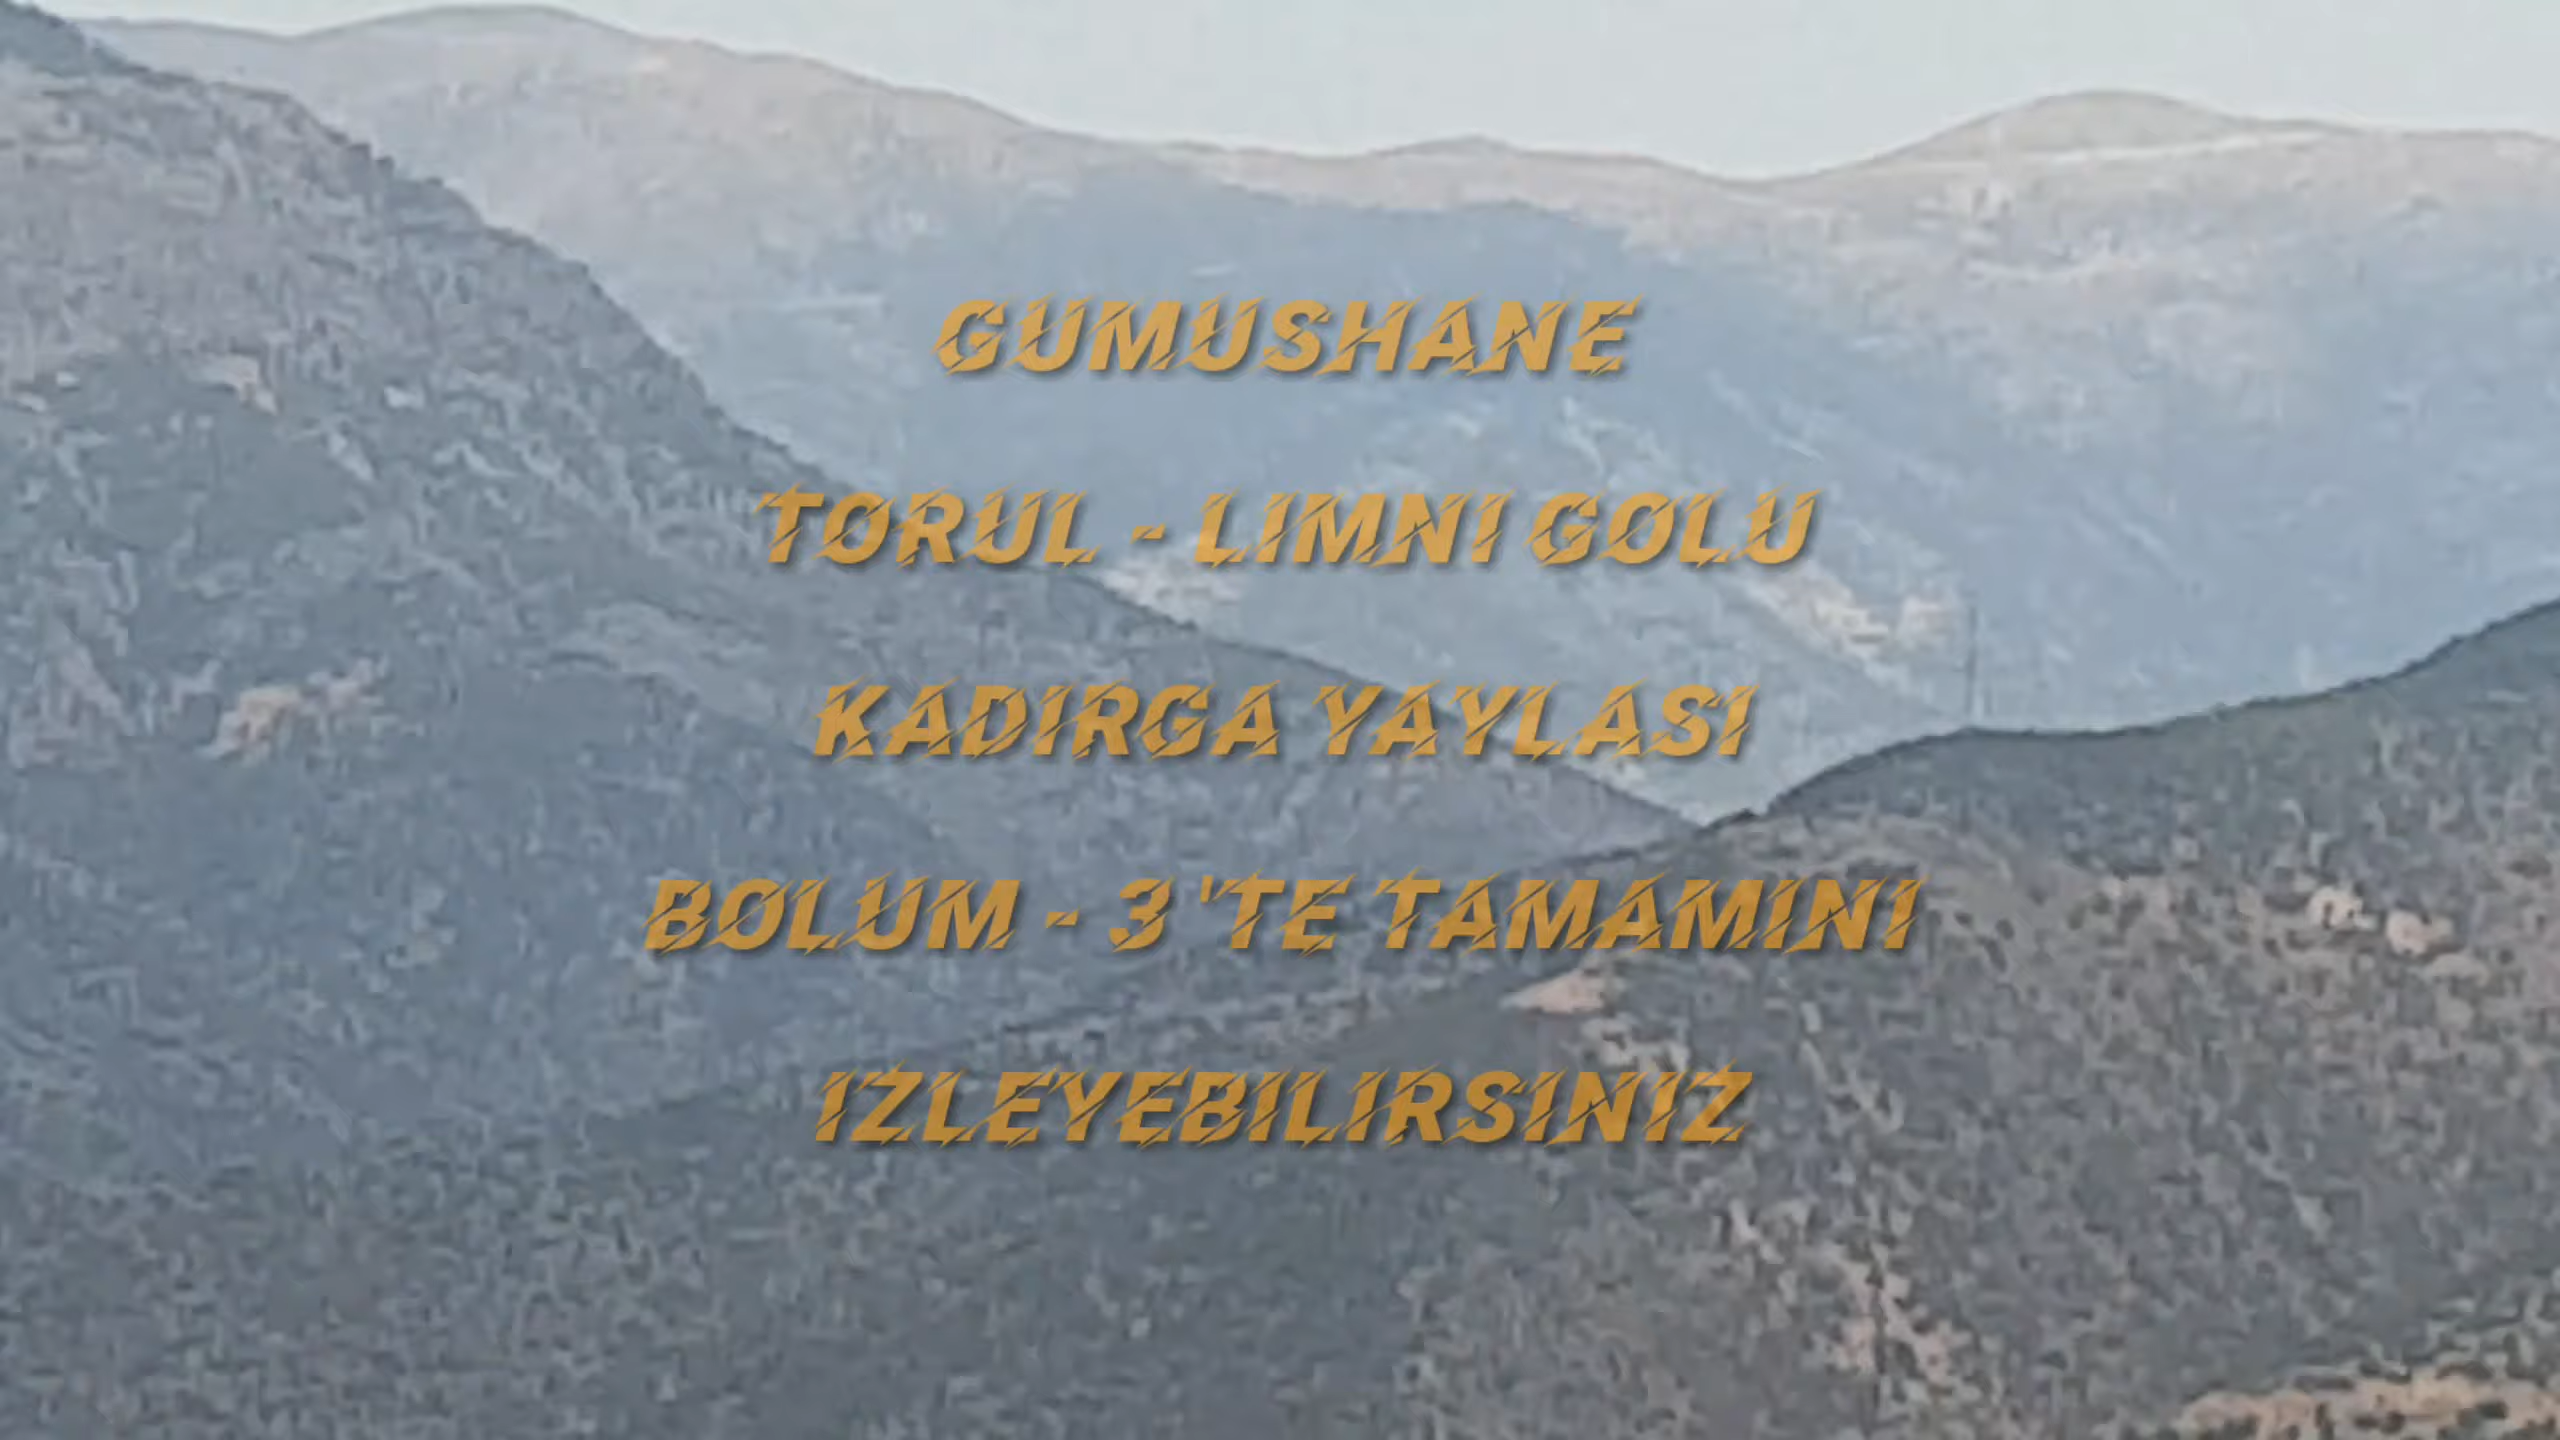 GUMUSHANE
TORUL - LIMNI GOLU
KADIRGA YAYLASI
BOLUM - 3 'TE TAMAMINI
IZLEYEBILIRSINIZ